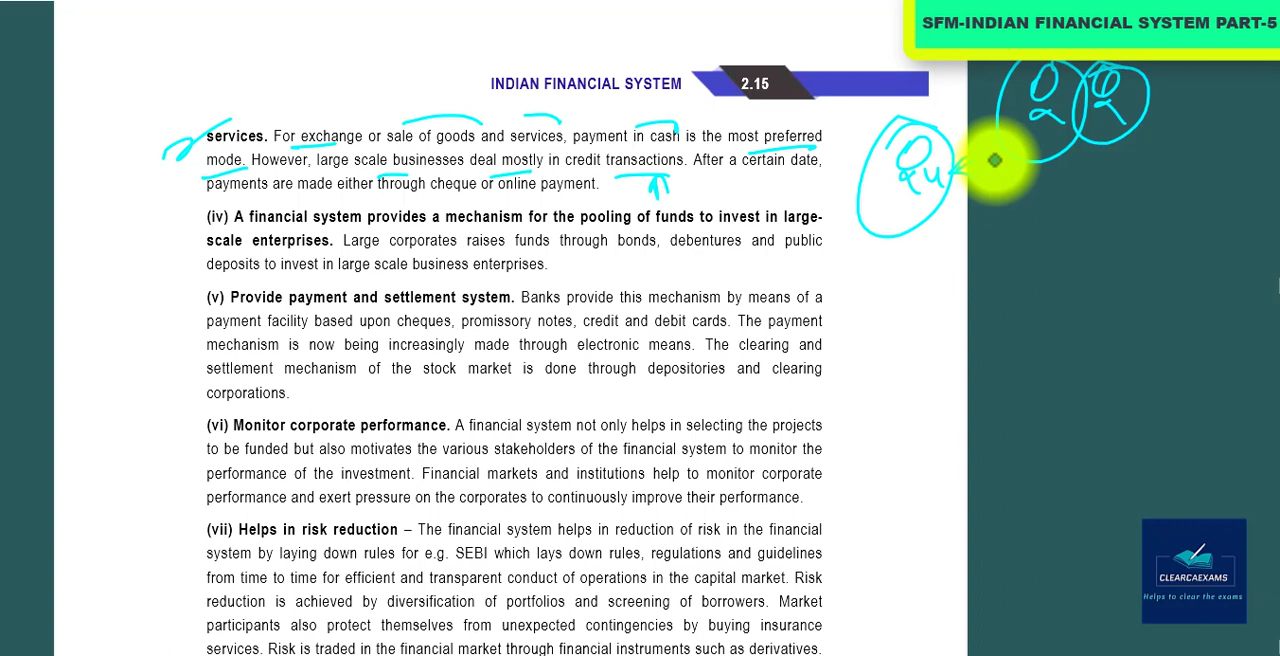 SFM-INDIAN FINANCIAL SYSTEM PART-5
INDIAN FINANCIAL SYSTEM 2.15
services. For exchange or sale of goods and services, payment in cash is the most preferred
mode. However, large scale businesses deal mostly in credit transactions. After a certain date,
payments are made either through cheque or online payment.
(iv) A financial system provides a mechanism for the pooling of funds to invest in large-
scale enterprises. Large corporates raises funds through bonds, debentures and public
deposits to invest in large scale business enterprises.
(v) Provide payment and settlement system. Banks provide this mechanism by means of a
payment facility based upon cheques, promissory notes, credit and debit cards. The payment
mechanism is now being increasingly made through electronic means. The clearing and
settlement mechanism of the stock market is done through depositories and clearing
corporations.
(vi) Monitor corporate performance. A financial system not only helps in selecting the projects
to be funded but also motivates the various stakeholders of the financial system to monitor the
performance of the investment. Financial markets and institutions help to monitor corporate
performance and exert pressure on the corporates to continuously improve their performance.
(vii) Helps in risk reduction – The financial system helps in reduction of risk in the financial
system by laying down rules for e.g. SEBI which lays down rules, regulations and guidelines
from time to time for efficient and transparent conduct of operations in the capital market. Risk
reduction is achieved by diversification of portfolios and screening of borrowers. Market
participants also protect themselves from unexpected contingencies by buying insurance
services. Risk is traded in the financial market through financial instruments such as derivatives.
CLEARCAEXAMS
Helps to clear the exams